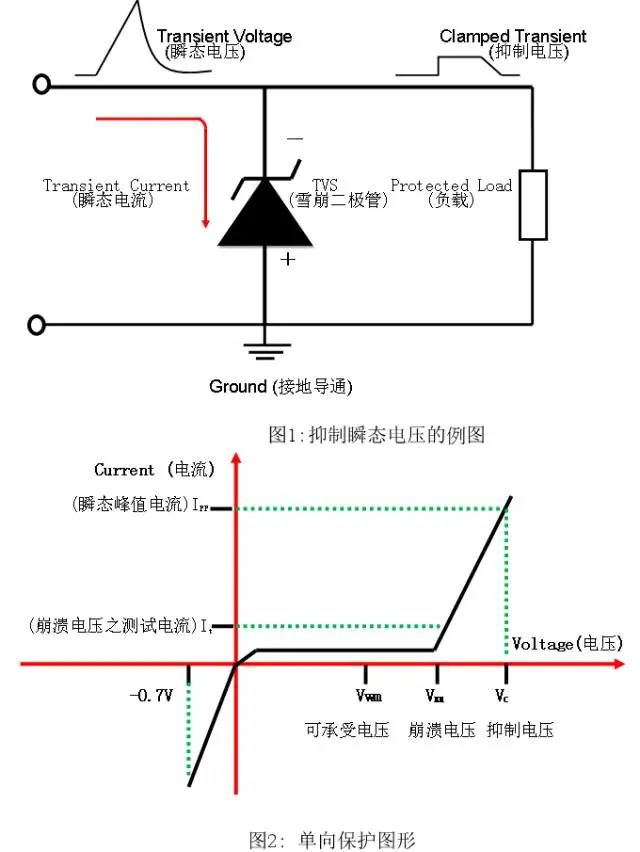 Transient Voltage
(瞬态电压)
Clamped Transient
(抑制电压)
−
Transient Current
(瞬态电流)
TVS
(雪崩二极管)
Protected Load
(负载)
+
Ground (接地导通)
图1:抑制瞬态电压的例图
Current (电流)
(瞬态峰值电流)IPP
(崩溃电压之测试电流)I
Voltage(电压)
-0.7V
VC
可承受电压
崩溃电压
抑制电压
图2: 单向保护图形